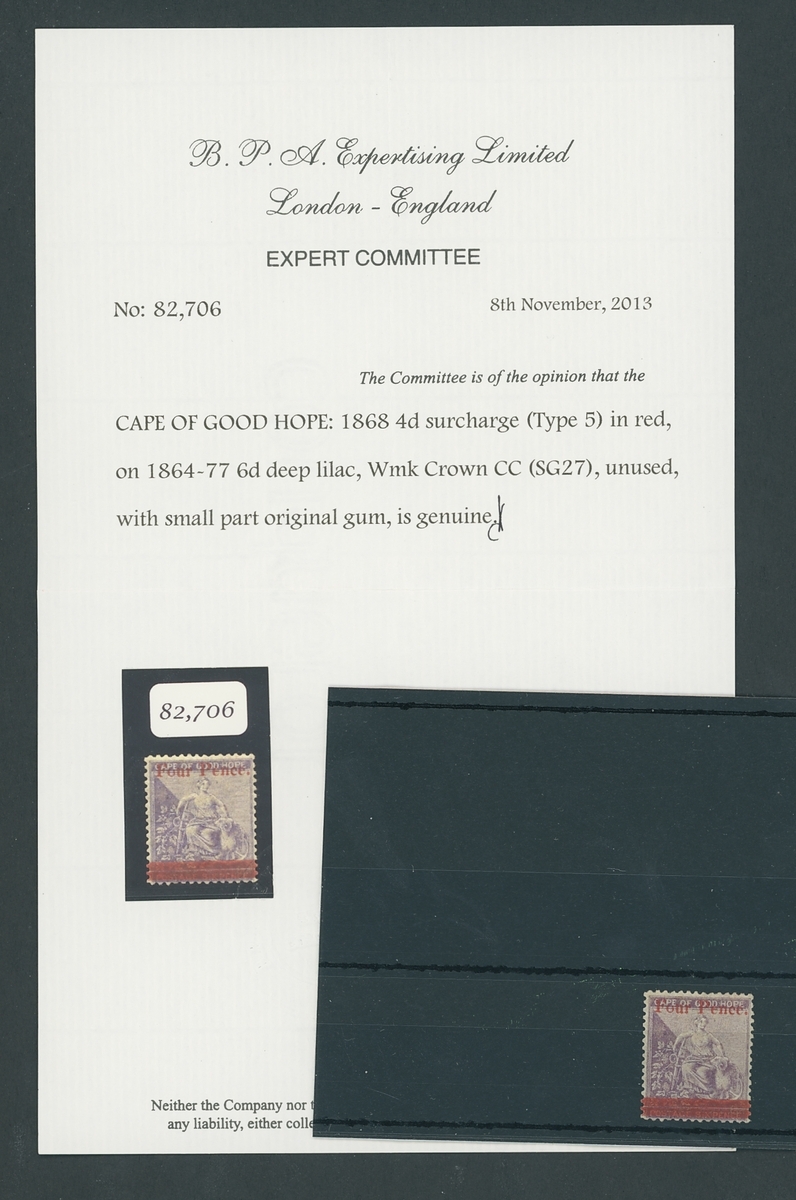 B. P. A. Expertising Limited
London - England
EXPERT COMMITTEE
No: 82,706 8th November, 2013
The Committee is of the opinion that the
CAPE OF GOOD HOPE: 1868 4d surcharge (Type 5) in red,
on 1864-77 6d deep lilac, Wmk Crown CC (SG27), unused,
with small part original gum, is genuine.
82,706
CAPE OF GOOD HOPE
Four Pence.
CAPE OF GOOD HOPE
Four Pence.
Neither the Company nor
any liability, either